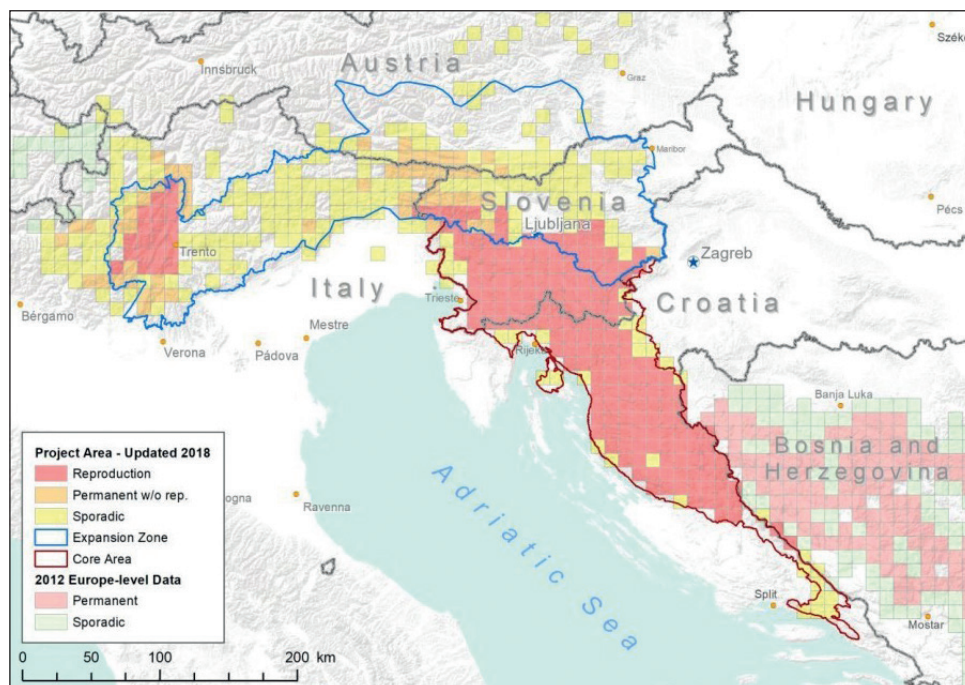 Innsbruck
Austria
Graz
Széke
Hungary
Maribor
Pécs
Slovenia
Ljubljana
Trento
Zagreb
Italy
Trieste
Croatia
Bérgamo
Mestre
Verona
Pádova
Rijeka
Banja Luka
Bosnia and
Herzegovina
Project Area - Updated 2018
Reproduction
Permanent w/o rep.
Sporadic
Expansion Zone
Core Area
2012 Europe-level Data
Permanent
Sporadic
ogna
Ravenna
Adriatic Sea
Split
Mostar
0 50 100 200 km